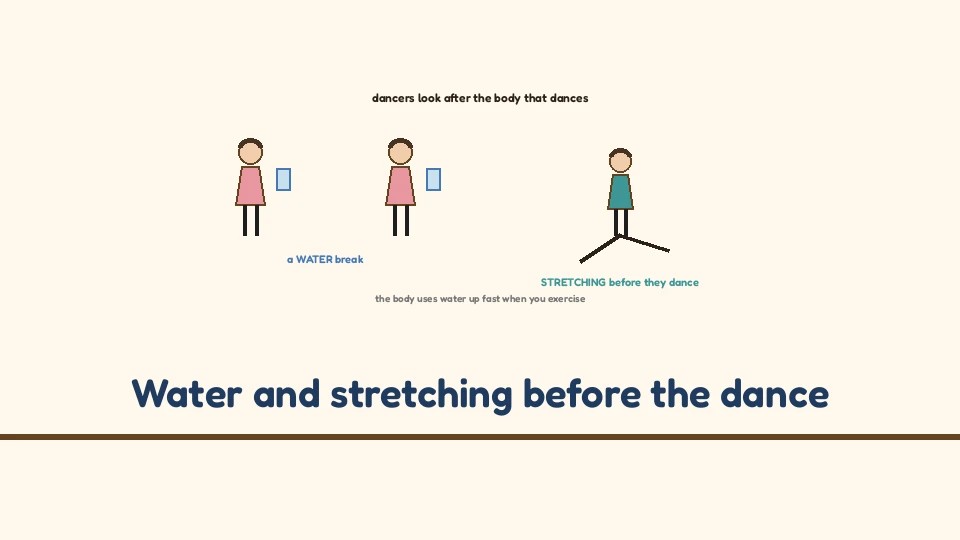 dancers look after the body that dances
a WATER break
STRETCHING before they dance
the body uses water up fast when you exercise
Water and stretching before the dance